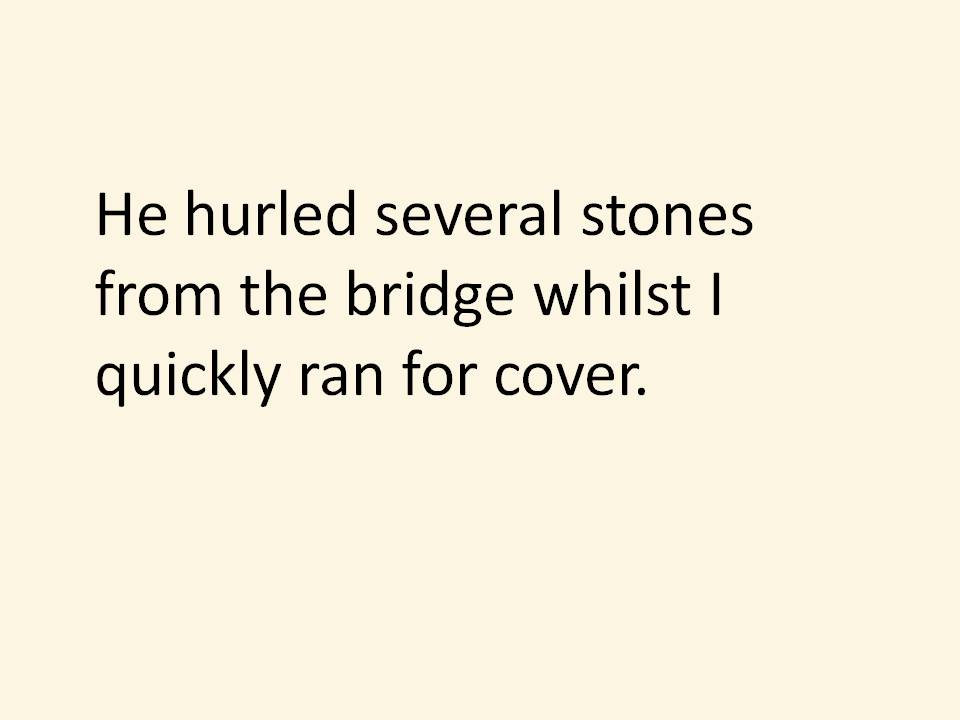 He hurled several stones
from the bridge whilst I
quickly ran for cover.